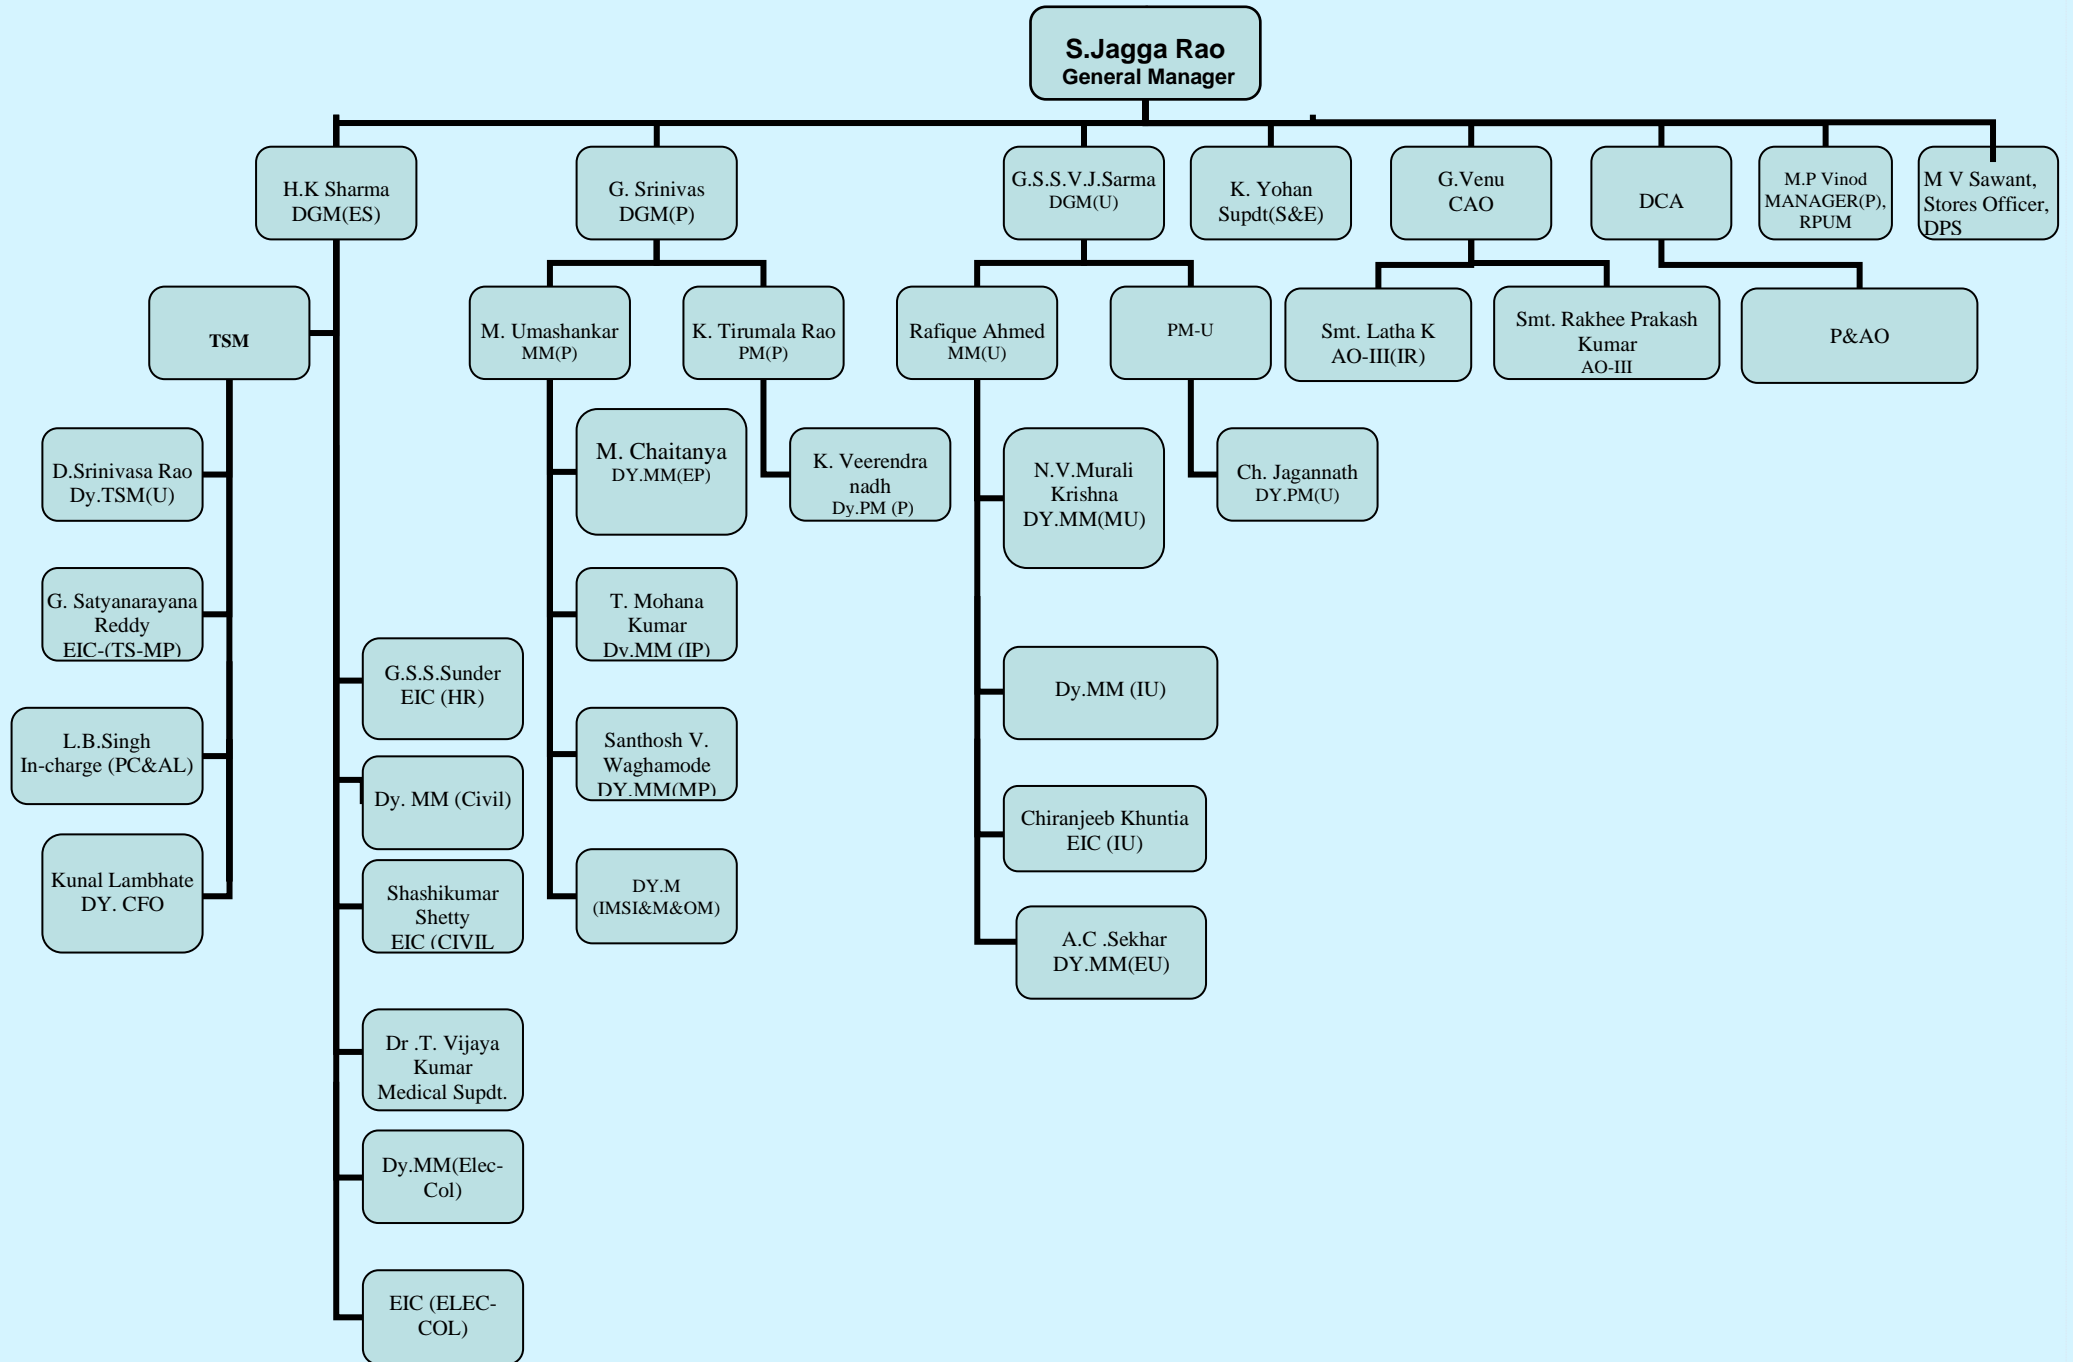 S.Jagga Rao
General Manager
H.K Sharma
DGM(ES)
G. Srinivas
DGM(P)
G.S.S.V.J.Sarma
DGM(U)
K. Yohan
Supdt(S&E)
G.Venu
CAO
DCA
M.P Vinod
MANAGER(P),
RPUM
M V Sawant,
Stores Officer,
DPS
TSM
M. Umashankar
MM(P)
K. Tirumala Rao
PM(P)
Rafique Ahmed
MM(U)
PM-U
Smt. Latha K
AO-III(IR)
Smt. Rakhee Prakash
Kumar
AO-III
P&AO
D.Srinivasa Rao
Dy.TSM(U)
M. Chaitanya
DY.MM(EP)
K. Veerendra
nadh
Dy.PM (P)
N.V.Murali
Krishna
DY.MM(MU)
Ch. Jagannath
DY.PM(U)
G. Satyanarayana
Reddy
EIC-(TS-MP)
T. Mohana
Kumar
Dy.MM (IP)
G.S.S.Sunder
EIC (HR)
Dy.MM (IU)
L.B.Singh
In-charge (PC&AL)
Dy. MM (Civil)
Santhosh V.
Waghamode
DY.MM(MP)
Chiranjeeb Khuntia
EIC (IU)
Kunal Lambhate
DY. CFO
Shashikumar
Shetty
EIC (CIVIL
DY.M
(IMSI&M&OM)
A.C .Sekhar
DY.MM(EU)
Dr .T. Vijaya
Kumar
Medical Supdt.
Dy.MM(Elec-
Col)
EIC (ELEC-
COL)